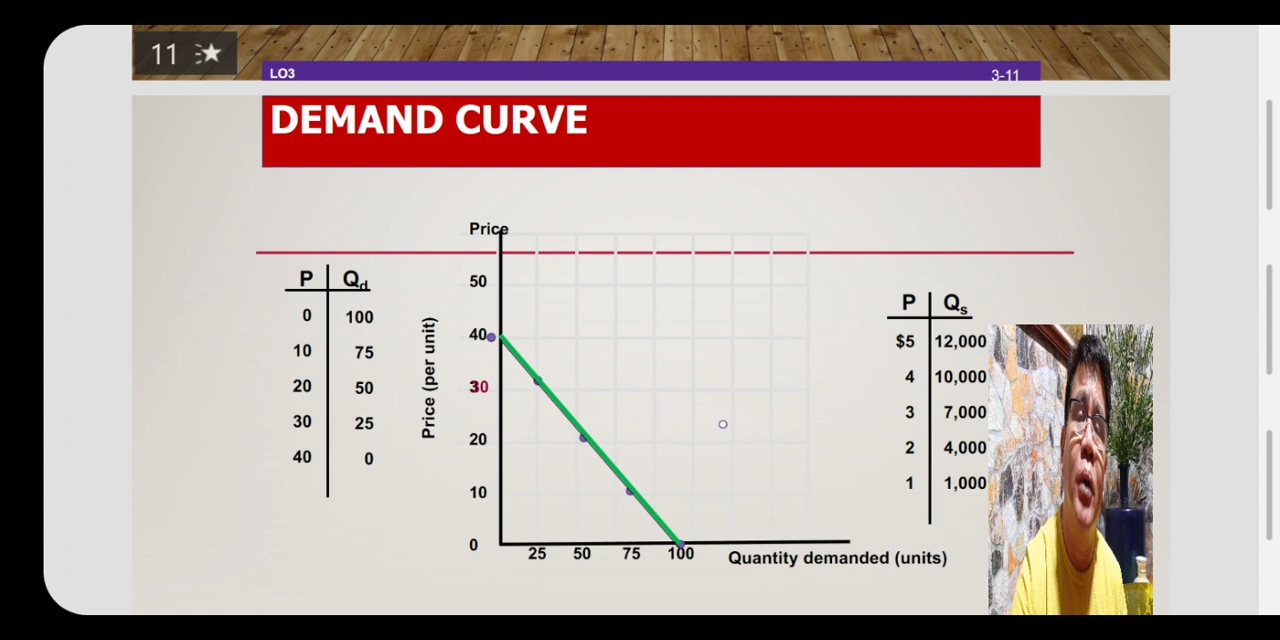 11
LO3
3-11
DEMAND CURVE
P Qd
0 100
10 75
20 50
30 25
40 0
Price
Price (per unit)
50
40
30
20
10
0
25 50 75 100
Quantity demanded (units)
P Qs
$5 12,000
4 10,000
3 7,000
2 4,000
1 1,000